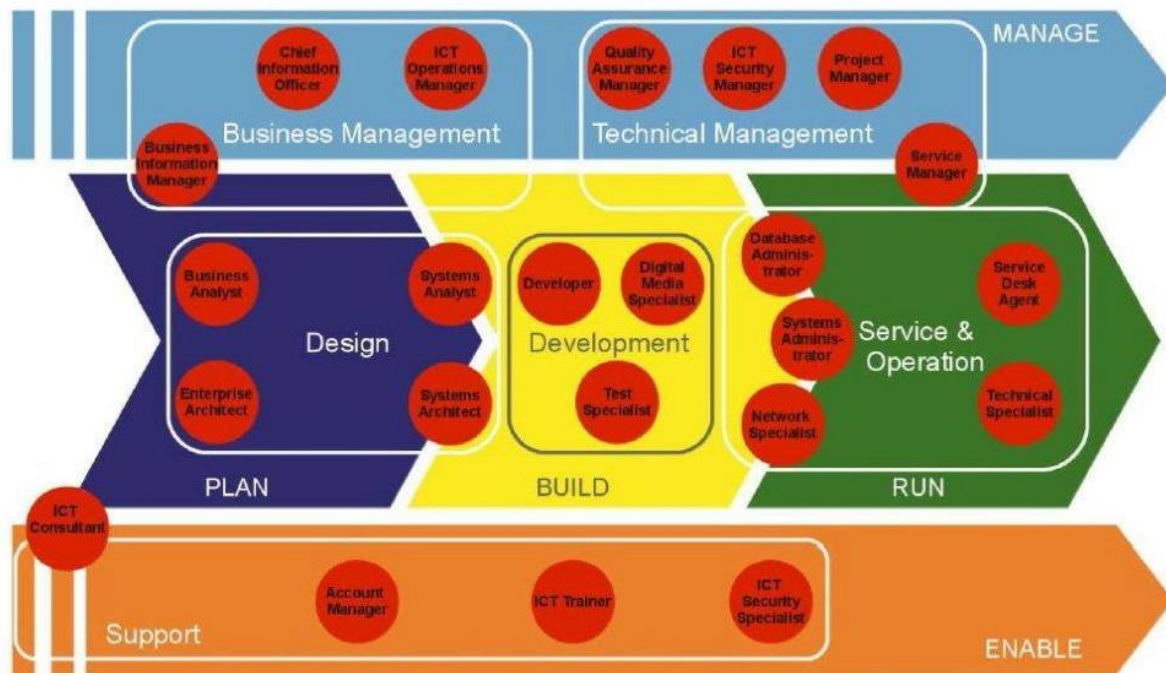 MANAGE
Chief
Information
Officer
ICT
Operations
Manager
Quality
Assurance
Manager
ICT
Security
Manager
Project
Manager
Business Management
Technical Management
Business
Information
Manager
Service
Manager
Business
Analyst
Systems
Analyst
Developer
Digital
Media
Specialist
Database
Adminis-
trator
Service
Desk
Agent
Design
Development
Systems
Adminis-
trator
Service &
Operation
Enterprise
Architect
Systems
Architect
Test
Specialist
Network
Specialist
Technical
Specialist
PLAN
BUILD
RUN
ICT
Consultant
Account
Manager
ICT Trainer
ICT
Security
Specialist
Support
ENABLE